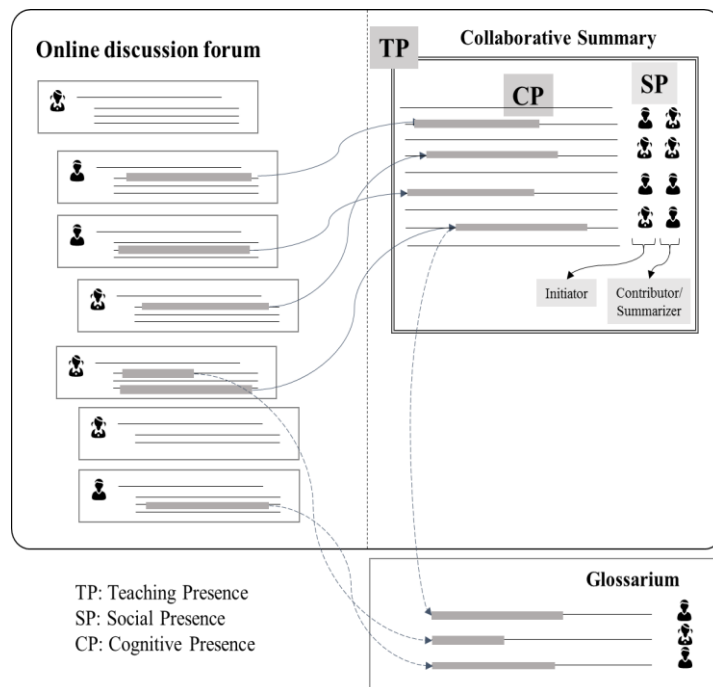 Online discussion forum
TP
Collaborative Summary
SP
CP
Initiator
Contributor/
Summarizer
Glossarium
TP: Teaching Presence
SP: Social Presence
CP: Cognitive Presence